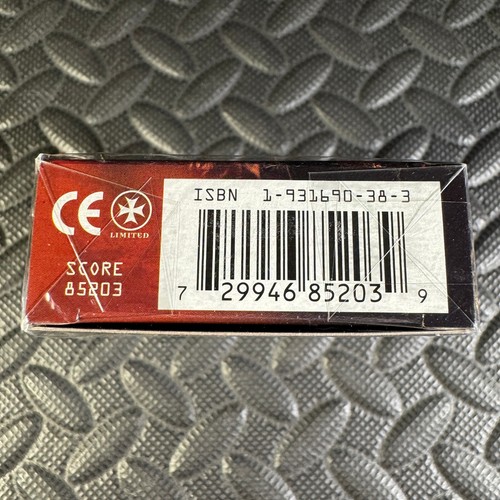 CE
LIMITED
SCORE
85203
ISBN 1-931690-38-3
7 29946 85203 9